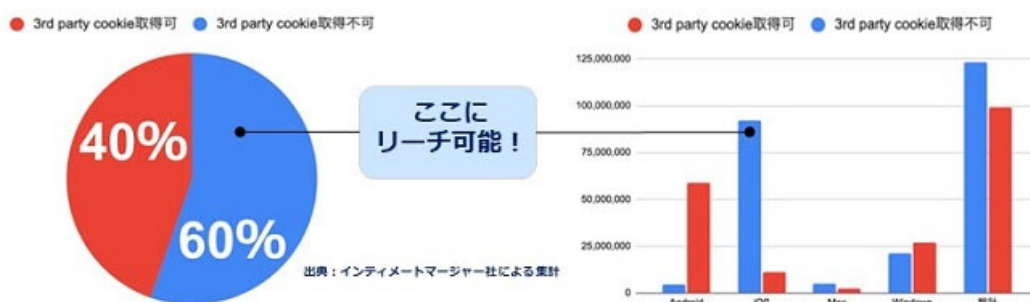 3rd party cookie取得可 3rd party cookie取得不可
40%
60%
ここに
リーチ可能！
出典：インティメートマージャー社による集計
3rd party cookie取得可 3rd party cookie取得不可
125,000,000
100,000,000
75,000,000
50,000,000
25,000,000
0
Android iOS Mac Windows 総計